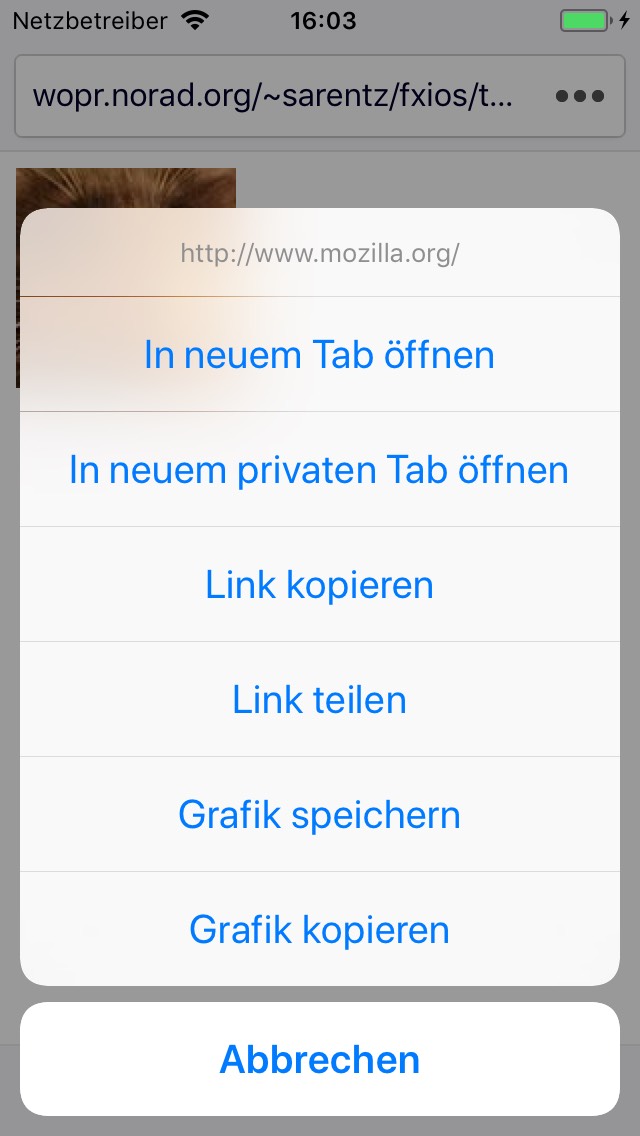 Netzbetreiber 16:03
wopr.norad.org/~sarentz/fxios/t... •••
http://www.mozilla.org/
In neuem Tab öffnen
In neuem privaten Tab öffnen
Link kopieren
Link teilen
Grafik speichern
Grafik kopieren
Abbrechen